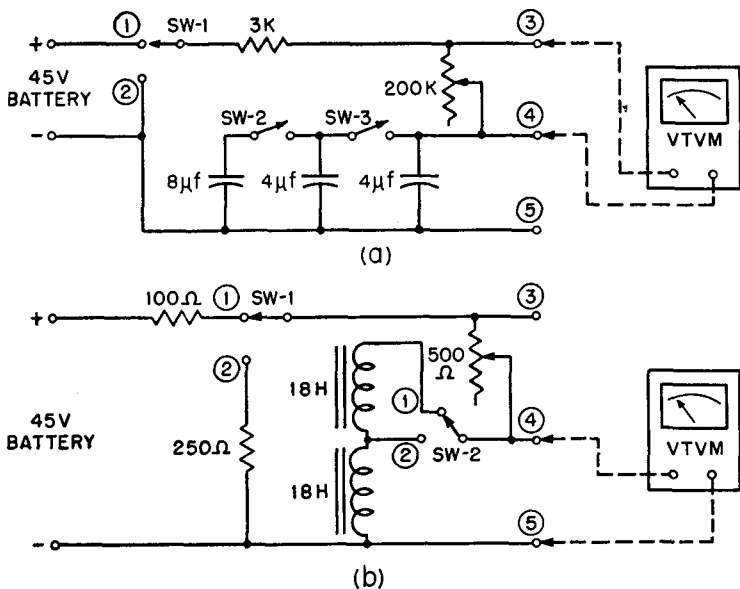 ① SW-1 3K ③
+
45V
BATTERY
② 200K
SW-2 SW-3 ④
-
8μf 4μf 4μf
VTVM
⑤
(a)
100Ω ① SW-1 ③
+
② 500
Ω
18H
45V
BATTERY
① ④
250Ω
② SW-2
VTVM
18H
⑤
-
(b)